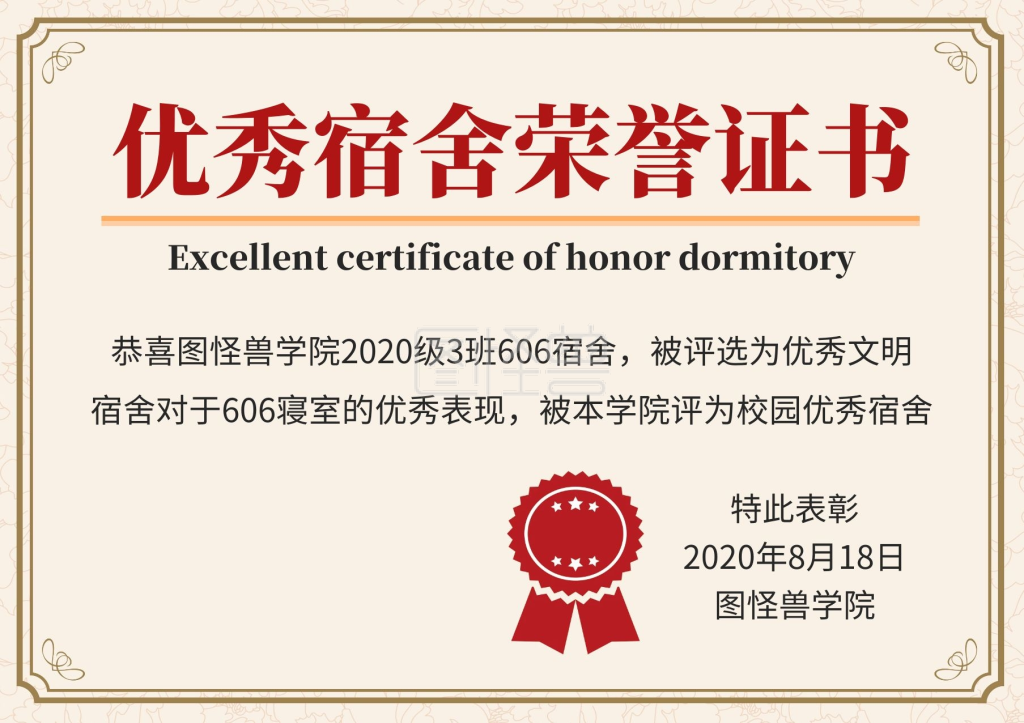 优秀宿舍荣誉证书
Excellent certificate of honor dormitory
恭喜图怪兽学院2020级3班606宿舍，被评选为优秀文明
宿舍对于606寝室的优秀表现，被本学院评为校园优秀宿舍
图怪兽
特此表彰
2020年8月18日
图怪兽学院